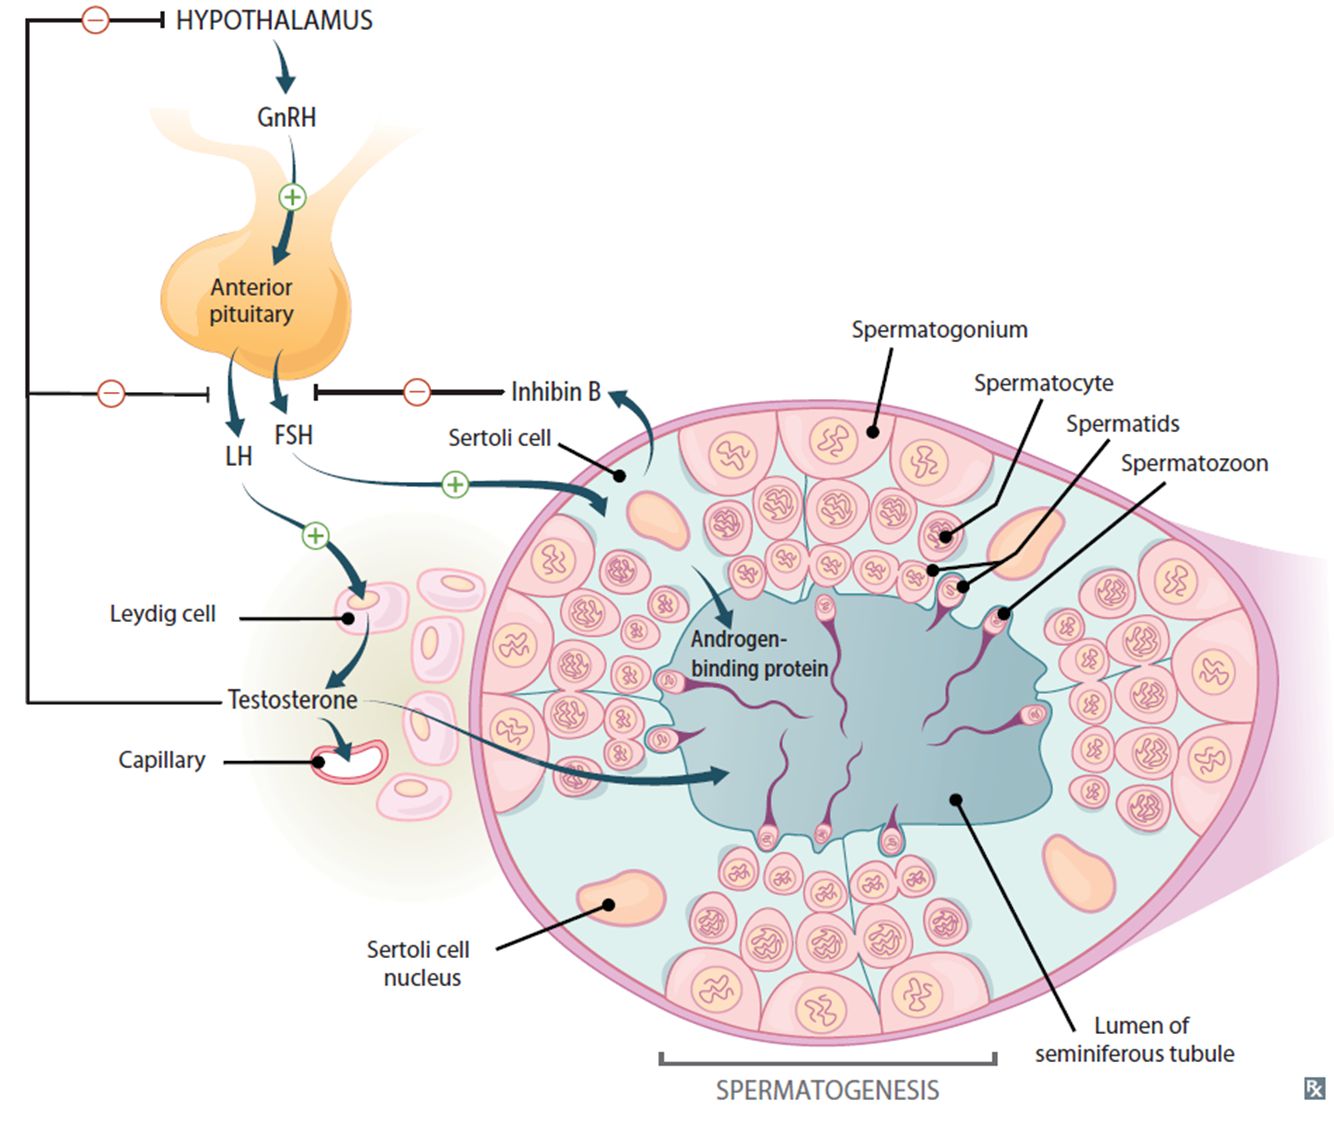 HYPOTHALAMUS
GnRH
Anterior
pituitary
Inhibin B
LH
FSH
Sertoli cell
Spermatogonium
Spermatocyte
Spermatids
Spermatozoon
Leydig cell
Androgen-
binding protein
Testosterone
Capillary
Sertoli cell
nucleus
Lumen of
seminiferous tubule
SPERMATOGENESIS
Rx